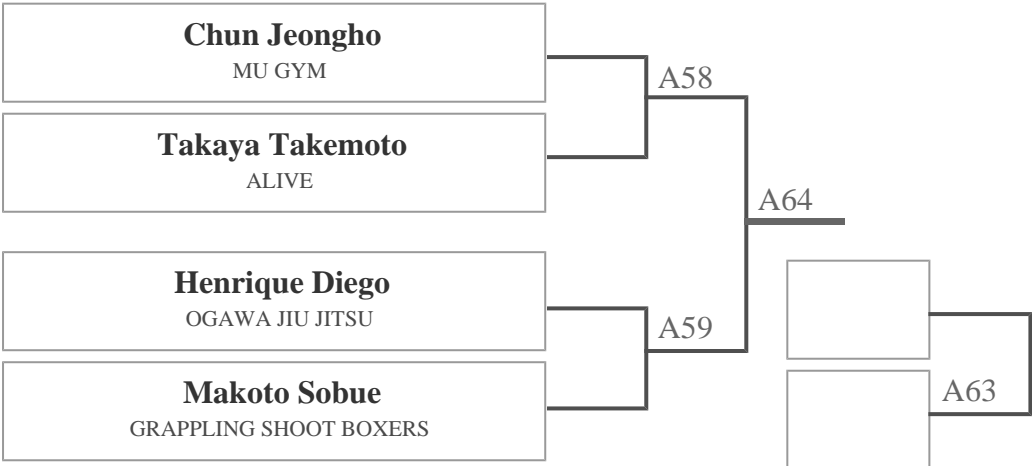 Chun Jeongho
MU GYM
A58
Takaya Takemoto
ALIVE
A64
Henrique Diego
OGAWA JIU JITSU
A59
Makoto Sobue
GRAPPLING SHOOT BOXERS
A63